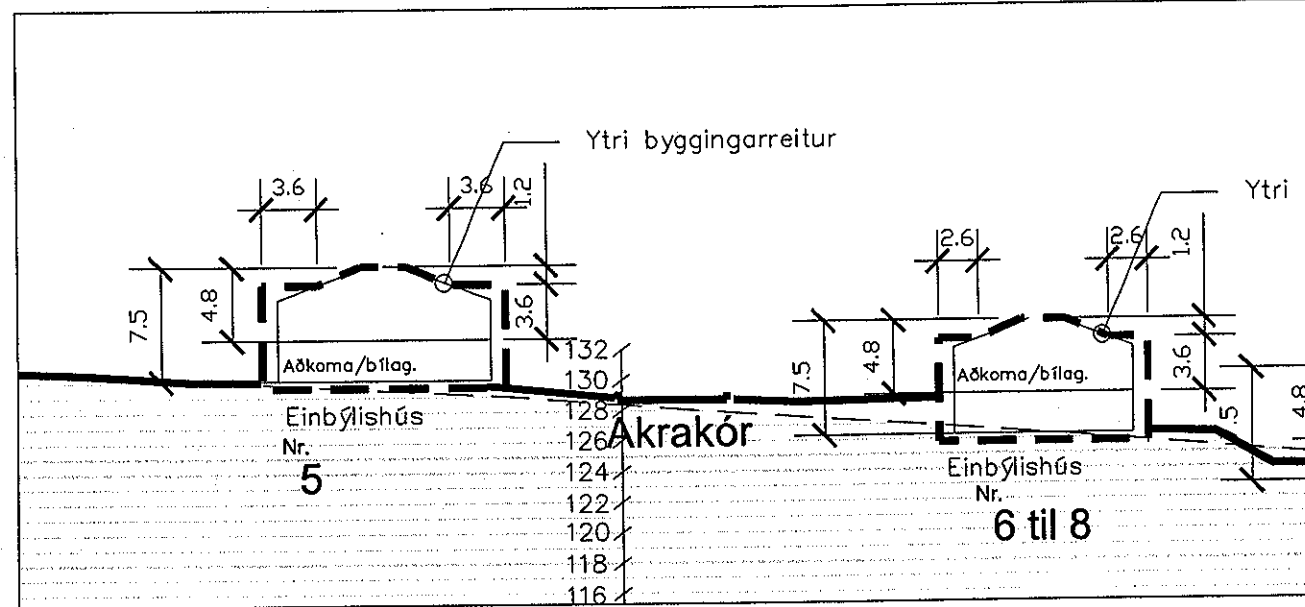 Ytri byggingarreitur
3.6
3.6
1.2
7.5
4.8
3.6
Aðkoma/bílag.
Einbýlishús
Nr.
5
132
130
128
126
124
122
120
118
116
Akrakór
Ytri
2.6
2.6
1.2
7.5
4.8
3.6
Aðkoma/bílag.
.5
4.8
Einbýlishús
Nr.
6 til 8